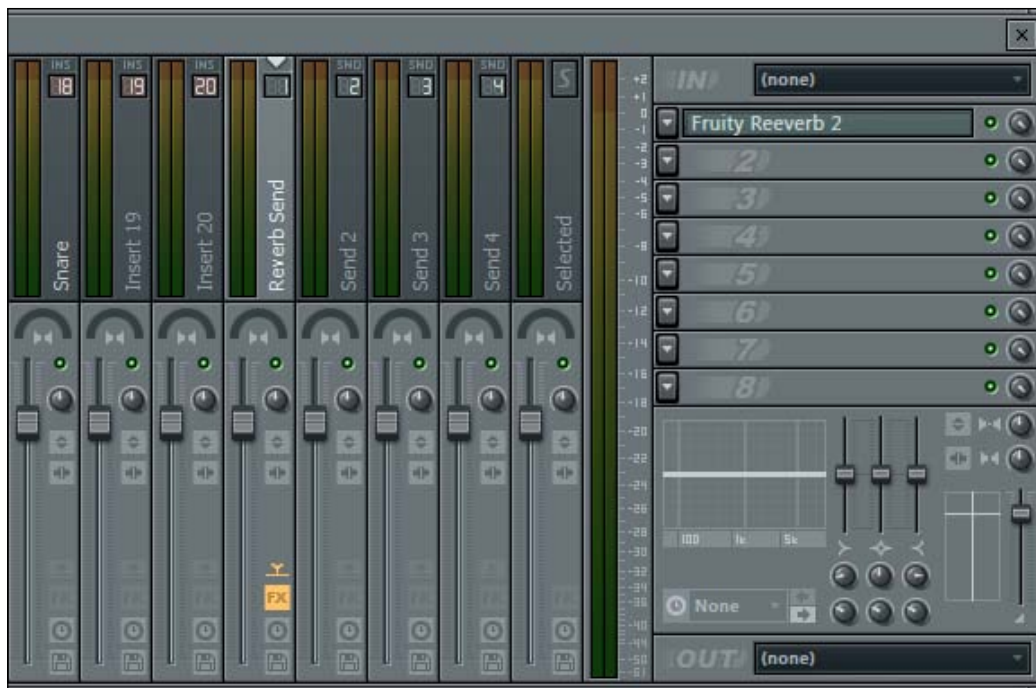 INS
18
Snare
INS
19
Insert 19
INS
20
Insert 20
1
Reverb Send
SND
2
Send 2
SND
3
Send 3
SND
4
Send 4
S
Selected
FX
+2
+1
0
-1
-2
-3
-4
-5
-6
-8
-10
-12
-14
-16
-18
-20
-22
-24
-26
-28
-30
-32
-34
-36
-40
-44
-50
IN
(none)
Fruity Reeverb 2
2
3
4
5
6
7
8
100
1k
5k
None
OUT
(none)